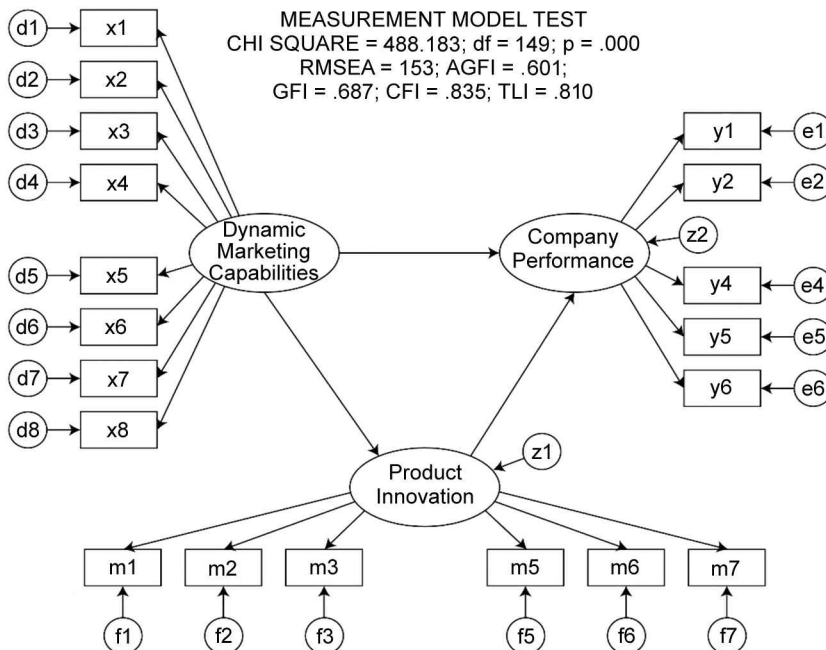 MEASUREMENT MODEL TEST
CHI SQUARE = 488.183; df = 149; p = .000
RMSEA = 153; AGFI = .601;
GFI = .687; CFI = .835; TLI = .810
d1
x1
d2
x2
d3
x3
d4
x4
y1
e1
y2
e2
Dynamic
Marketing
Capabilities
Company
Performance
z2
d5
x5
d6
x6
d7
x7
d8
x8
y4
e4
y5
e5
y6
e6
Product
Innovation
z1
m1
m2
m3
m5
m6
m7
f1
f2
f3
f5
f6
f7